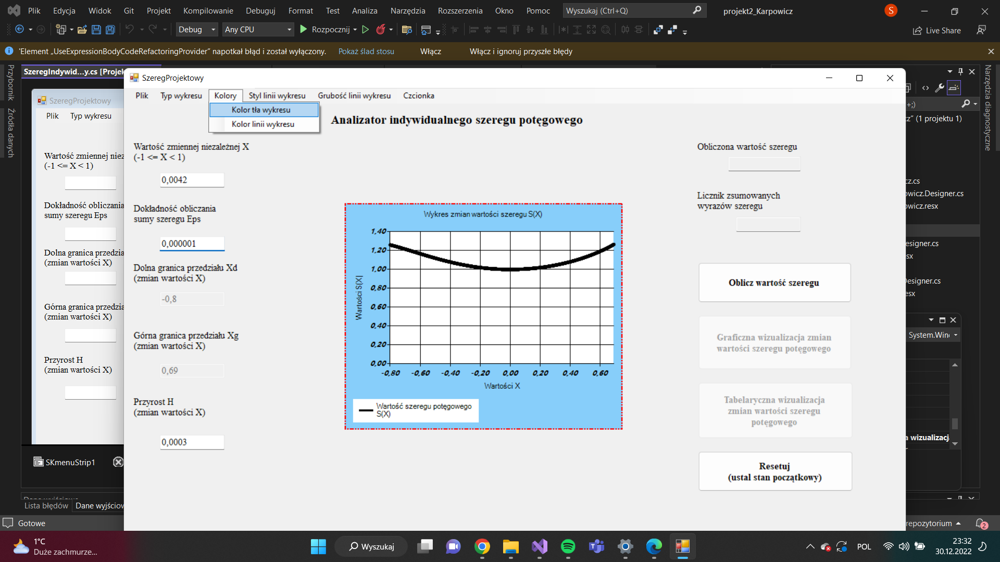 Plik Edycja Widok Git Projekt Kompilowanie Debuguj Format Test Analiza Narzędzia Rozszerzenia Okno Pomoc Wyszukaj (Ctrl+Q) projekt2_Karpowicz S
Debug Any CPU Rozpocznij Live Share
'Element „UseExpressionBodyCodeRefactoringProvider” napotkał błąd i został wyłączony. Pokaż ślad stosu Włącz Włącz i ignoruj przyszłe błędy
Przybornik
Źródła danych
SzeregIndywid...y.cs [Projek
SzeregProjektowy
Plik Typ wykresu
Wartość zmiennej niez
(-1 <= X < 1)
Dokładność obliczania
sumy szeregu Eps
Dolna granica przedzia
(zmian wartości X)
Górna granica przedzia
(zmian wartości X)
Przyrost H
(zmian wartości X)
SKmenuStrip1
Lista błędów Dane wyjściow
Gotowe
SzeregProjektowy
Plik Typ wykresu Kolory Styl linii wykresu Grubość linii wykresu Czcionka
Kolor tła wykresu
Kolor linii wykresu
Analizator indywidualnego szeregu potęgowego
Wartość zmiennej niezależnej X
(-1 <= X < 1)
0,0042
Dokładność obliczania
sumy szeregu Eps
0,000001
Dolna granica przedziału Xd
(zmian wartości X)
-0,8
Górna granica przedziału Xg
(zmian wartości X)
0,69
Przyrost H
(zmian wartości X)
0,0003
Wykres zmian wartości szeregu S(X)
Wartości S(X)
1,40
1,20
1,00
0,80
0,60
0,40
0,20
0,00
-0,80 -0,60 -0,40 -0,20 0,00 0,20 0,40 0,60
Wartości X
Wartość szeregu potęgowego
S(X)
Obliczona wartość szeregu
Licznik zsumowanych
wyrazów szeregu
Oblicz wartość szeregu
Graficzna wizualizacja zmian
wartości szeregu potęgowego
Tabelaryczna wizualizacja
zmian wartości szeregu
potęgowego
Resetuj
(ustal stan początkowy)
Narzędzia diagnostyczne
+;)
cz” (1 projektu 1)
cz.cs
owicz.Designer.cs
owicz.resx
esigner.cs
esx
Designer.cs
esx
System.Win
a wizualizacj
repozytorium 2
1°C
Duże zachmurze...
Wyszukaj
POL
23:32
30.12.2022